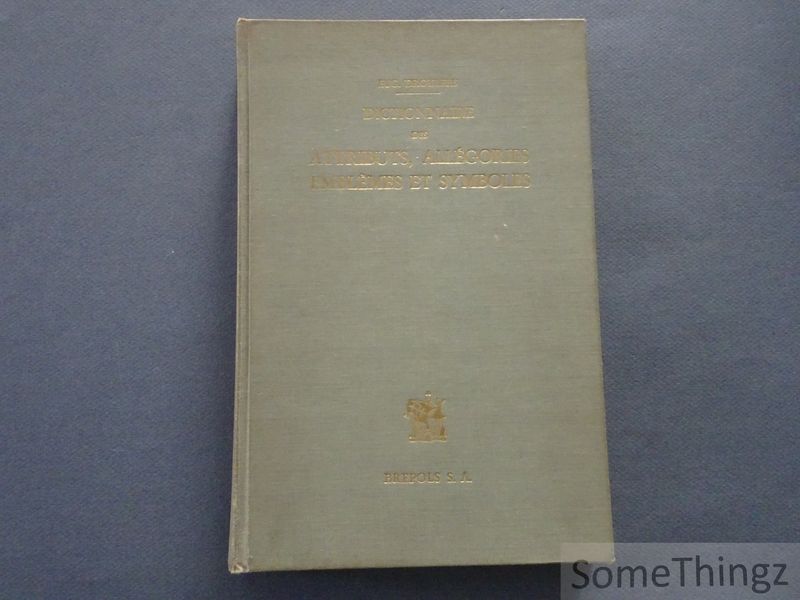 DICTIONNAIRE
DES
ATTRIBUTS, ALLÉGORIES
EMBLÈMES ET SYMBOLES
BREPOLS S. A.
SomeThingz